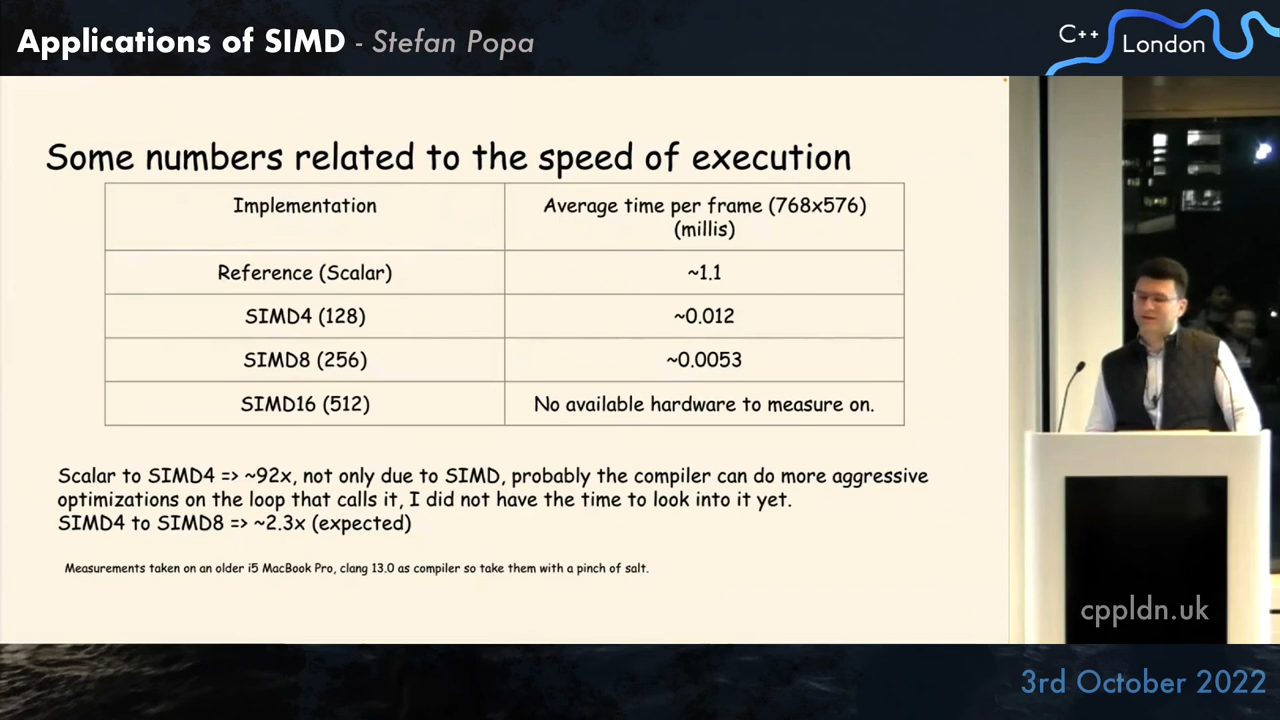 Applications of SIMD - Stefan Popa
C++
London
Some numbers related to the speed of execution
Implementation
Average time per frame (768x576)
(millis)
Reference (Scalar)
~1.1
SIMD4 (128)
~0.012
SIMD8 (256)
~0.0053
SIMD16 (512)
No available hardware to measure on.
Scalar to SIMD4 => ~92x, not only due to SIMD, probably the compiler can do more aggressive
optimizations on the loop that calls it, I did not have the time to look into it yet.
SIMD4 to SIMD8 => ~2.3x (expected)
Measurements taken on an older i5 MacBook Pro, clang 13.0 as compiler so take them with a pinch of salt.
cppldn.uk
3rd October 2022